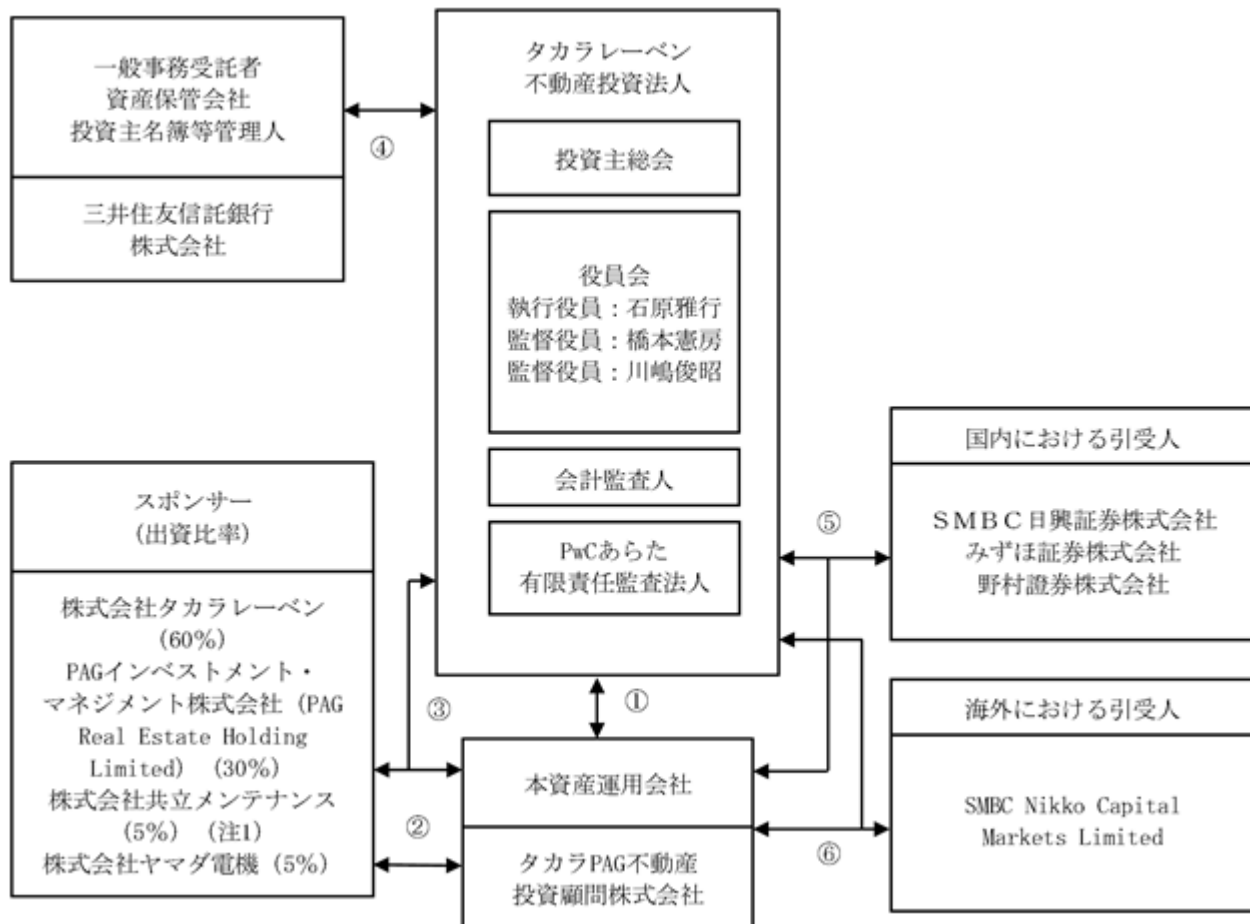 一般事務受託者
資産保管会社
投資主名簿等管理人
三井住友信託銀行
株式会社
④
タカラレーベン
不動産投資法人
投資主総会
役員会
執行役員：石原雅行
監督役員：橋本憲房
監督役員：川嶋俊昭
会計監査人
PwCあらた
有限責任監査法人
スポンサー
(出資比率)
株式会社タカラレーベン
(60%)
PAGインベストメント・
マネジメント株式会社 (PAG
Real Estate Holding
Limited) (30%)
株式会社共立メンテナンス
(5%) (注1)
株式会社ヤマダ電機 (5%)
③
②
①
本資産運用会社
タカラPAG不動産
投資顧問株式会社
⑤
⑥
国内における引受人
ＳＭＢＣ日興証券株式会社
みずほ証券株式会社
野村證券株式会社
海外における引受人
SMBC Nikko Capital
Markets Limited